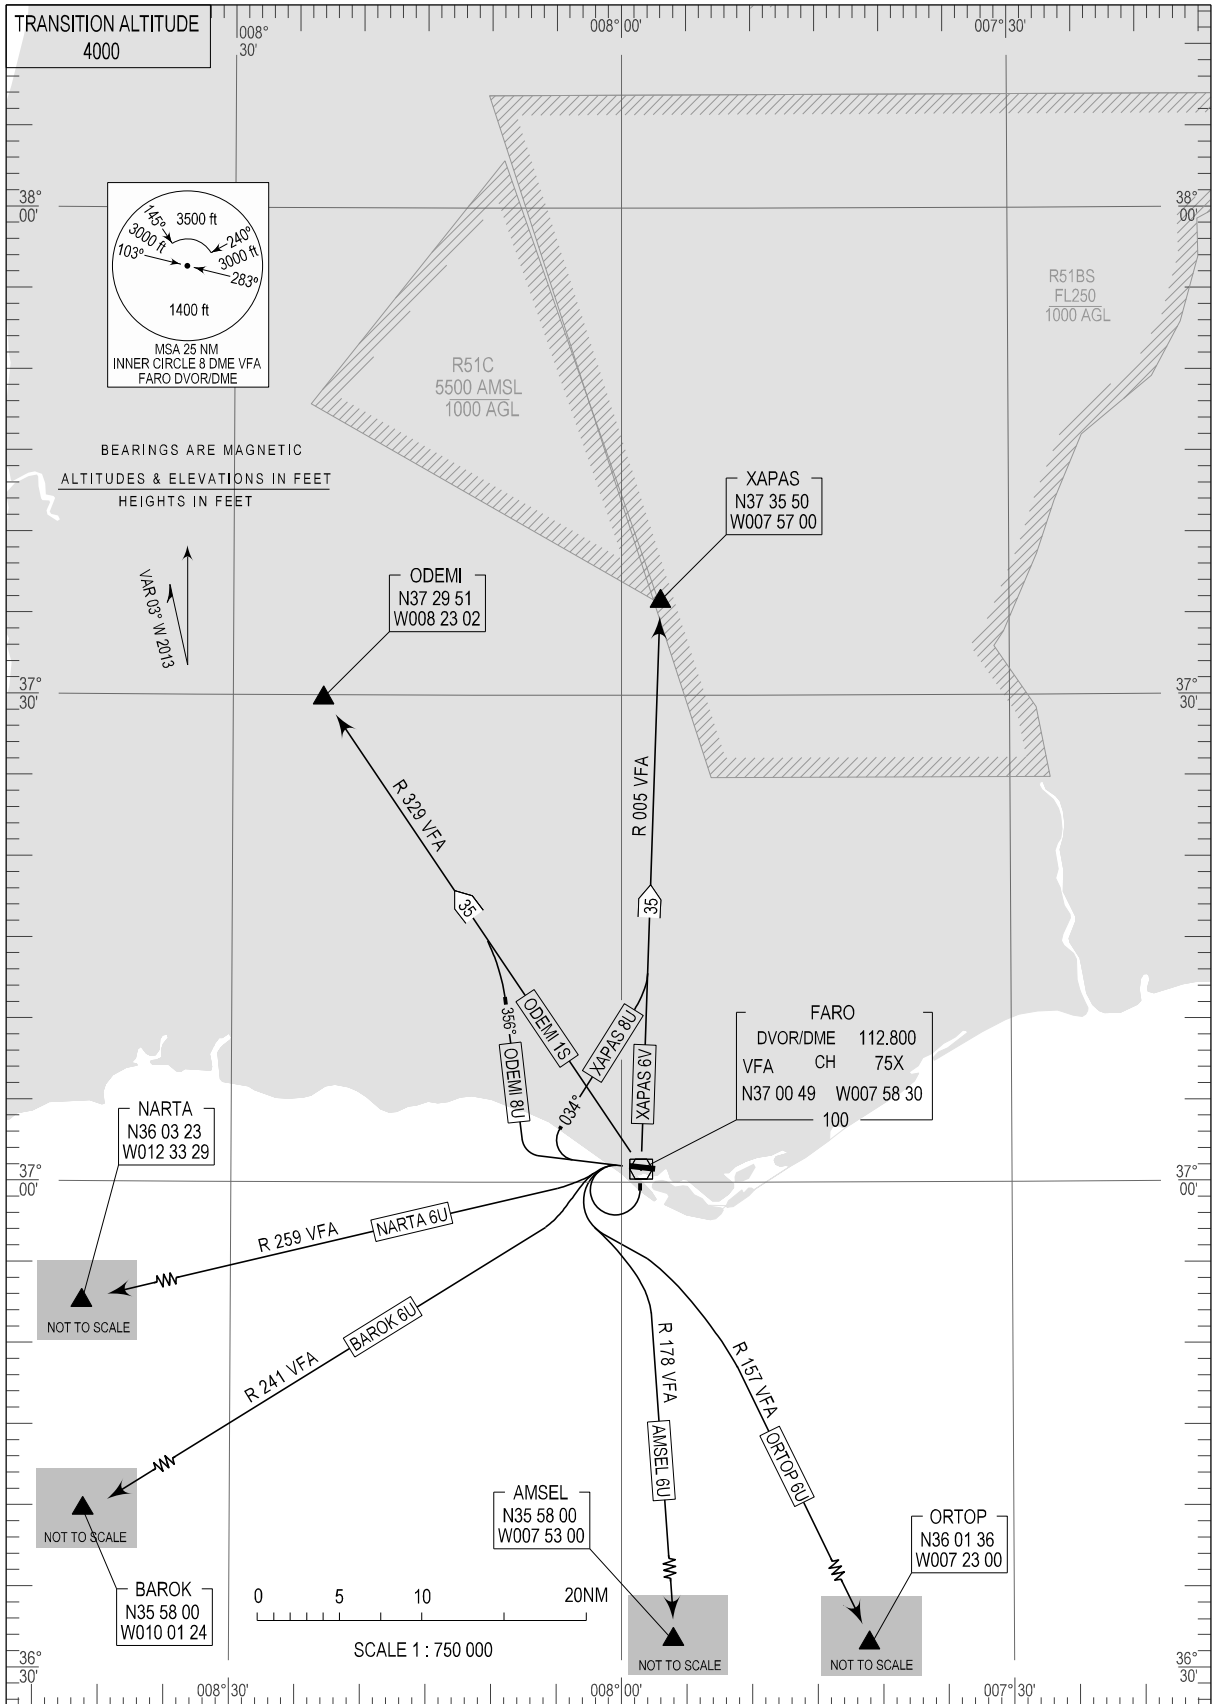 TRANSITION ALTITUDE
4000
008°
30'
008° 00'
007° 30'
38°
00'
38°
00'
145°
3500 ft
240°
3000 ft
3000 ft
103°
283°
1400 ft
MSA 25 NM
INNER CIRCLE 8 DME VFA
FARO DVOR/DME
R51BS
FL250
1000 AGL
R51C
5500 AMSL
1000 AGL
BEARINGS ARE MAGNETIC
ALTITUDES & ELEVATIONS IN FEET
HEIGHTS IN FEET
XAPAS
N37 35 50
W007 57 00
VAR 03° W 2013
ODEMI
N37 29 51
W008 23 02
37°
30'
37°
30'
R 329 VFA
R 005 VFA
35
35
356°
ODEMI 8U
ODEMI 1S
034°
XAPAS 8U
XAPAS 6V
FARO
DVOR/DME 112.800
VFA CH 75X
N37 00 49 W007 58 30
100
NARTA
N36 03 23
W012 33 29
37°
00'
37°
00'
R 259 VFA
NARTA 6U
NOT TO SCALE
R 241 VFA
BAROK 6U
R 178 VFA
AMSEL 6U
R 157 VFA
ORTOP 6U
NOT TO SCALE
BAROK
N35 58 00
W010 01 24
AMSEL
N35 58 00
W007 53 00
ORTOP
N36 01 36
W007 23 00
0 5 10 20NM
SCALE 1 : 750 000
NOT TO SCALE
NOT TO SCALE
36°
30'
36°
30'
008° 30'
008° 00'
007° 30'